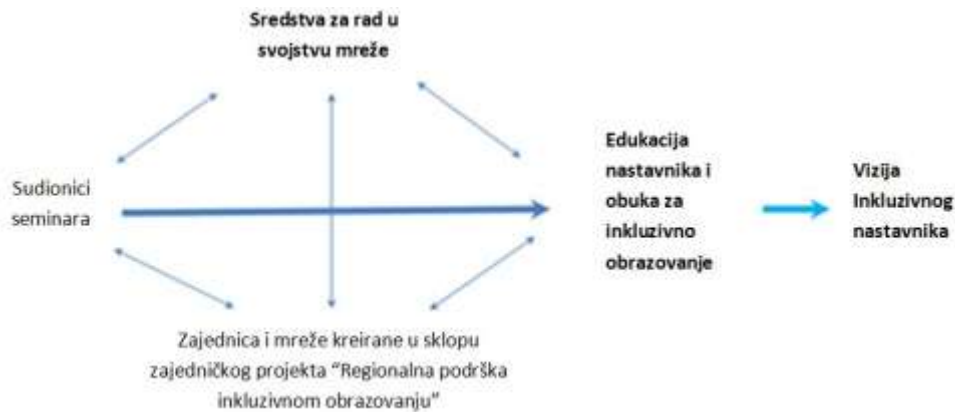 Sredstva za rad u
svojstvu mreže
Sudionici
seminara
Edukacija
nastavnika i
obuka za
inkluzivno
obrazovanje
Vizija
Inkluzivnog
nastavnika
Zajednica i mreže kreirane u sklopu
zajedničkog projekta “Regionalna podrška
inkluzivnom obrazovanju”